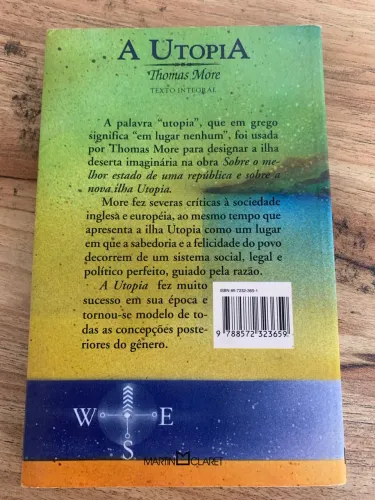 A UTOPIA
Thomas More
TEXTO INTEGRAL
A palavra “utopia”, que em grego
significa “em lugar nenhum”, foi usada
por Thomas More para designar a ilha
deserta imaginária na obra Sobre o me-
lhor estado de uma república e sobre a
nova ilha Utopia.
More fez severas críticas à sociedade
inglesa e européia, ao mesmo tempo que
apresenta a ilha Utopia como um lugar
em que a sabedoria e a felicidade do povo
decorrem de um sistema social, legal e
político perfeito, guiado pela razão.
A Utopia fez muito
sucesso em sua época e
tornou-se modelo de to-
das as concepções poste-
riores do gênero.
ISBN 85-7232-365-1
9 788572 323659
W E
S
MARTIN CLARET